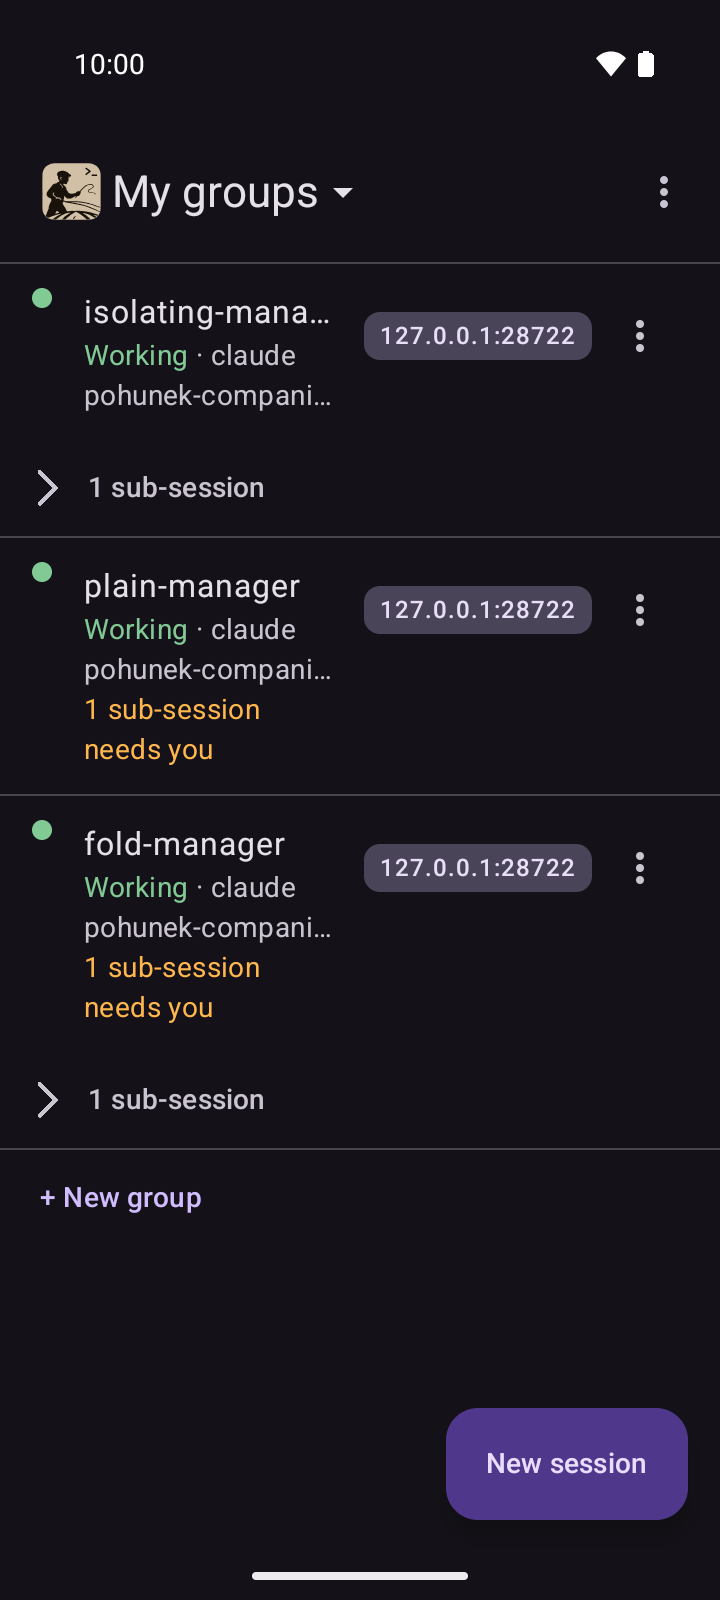 10:00
My groups
isolating-mana…
127.0.0.1:28722
Working · claude
pohunek-compani…
1 sub-session
plain-manager
127.0.0.1:28722
Working · claude
pohunek-compani…
1 sub-session
needs you
fold-manager
127.0.0.1:28722
Working · claude
pohunek-compani…
1 sub-session
needs you
1 sub-session
+ New group
New session